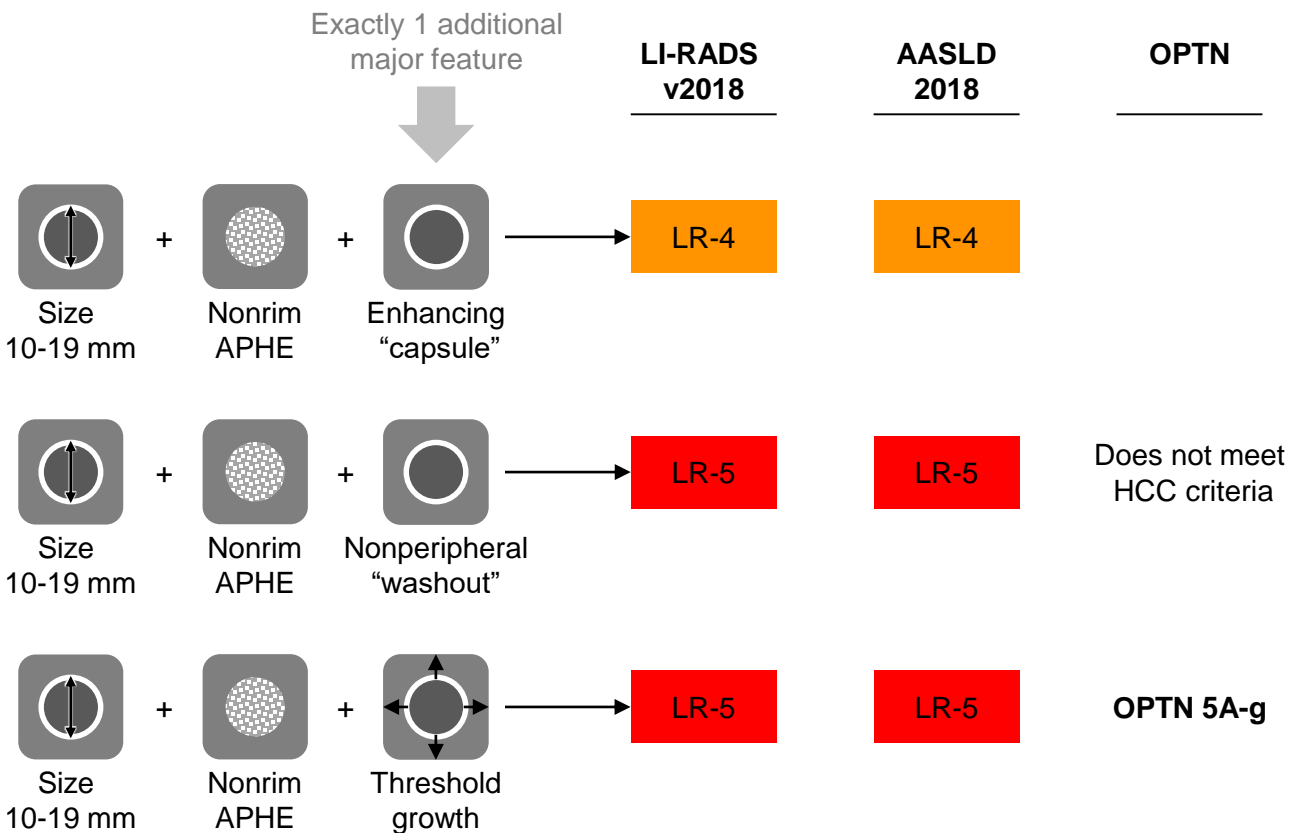 Exactly 1 additional
major feature
LI-RADS
v2018
AASLD
2018
OPTN
+
+
LR-4
LR-4
Size
10-19 mm
Nonrim
APHE
Enhancing
“capsule”
+
+
LR-5
LR-5
Does not meet
HCC criteria
Size
10-19 mm
Nonrim
APHE
Nonperipheral
“washout”
+
+
LR-5
LR-5
OPTN 5A-g
Size
10-19 mm
Nonrim
APHE
Threshold
growth